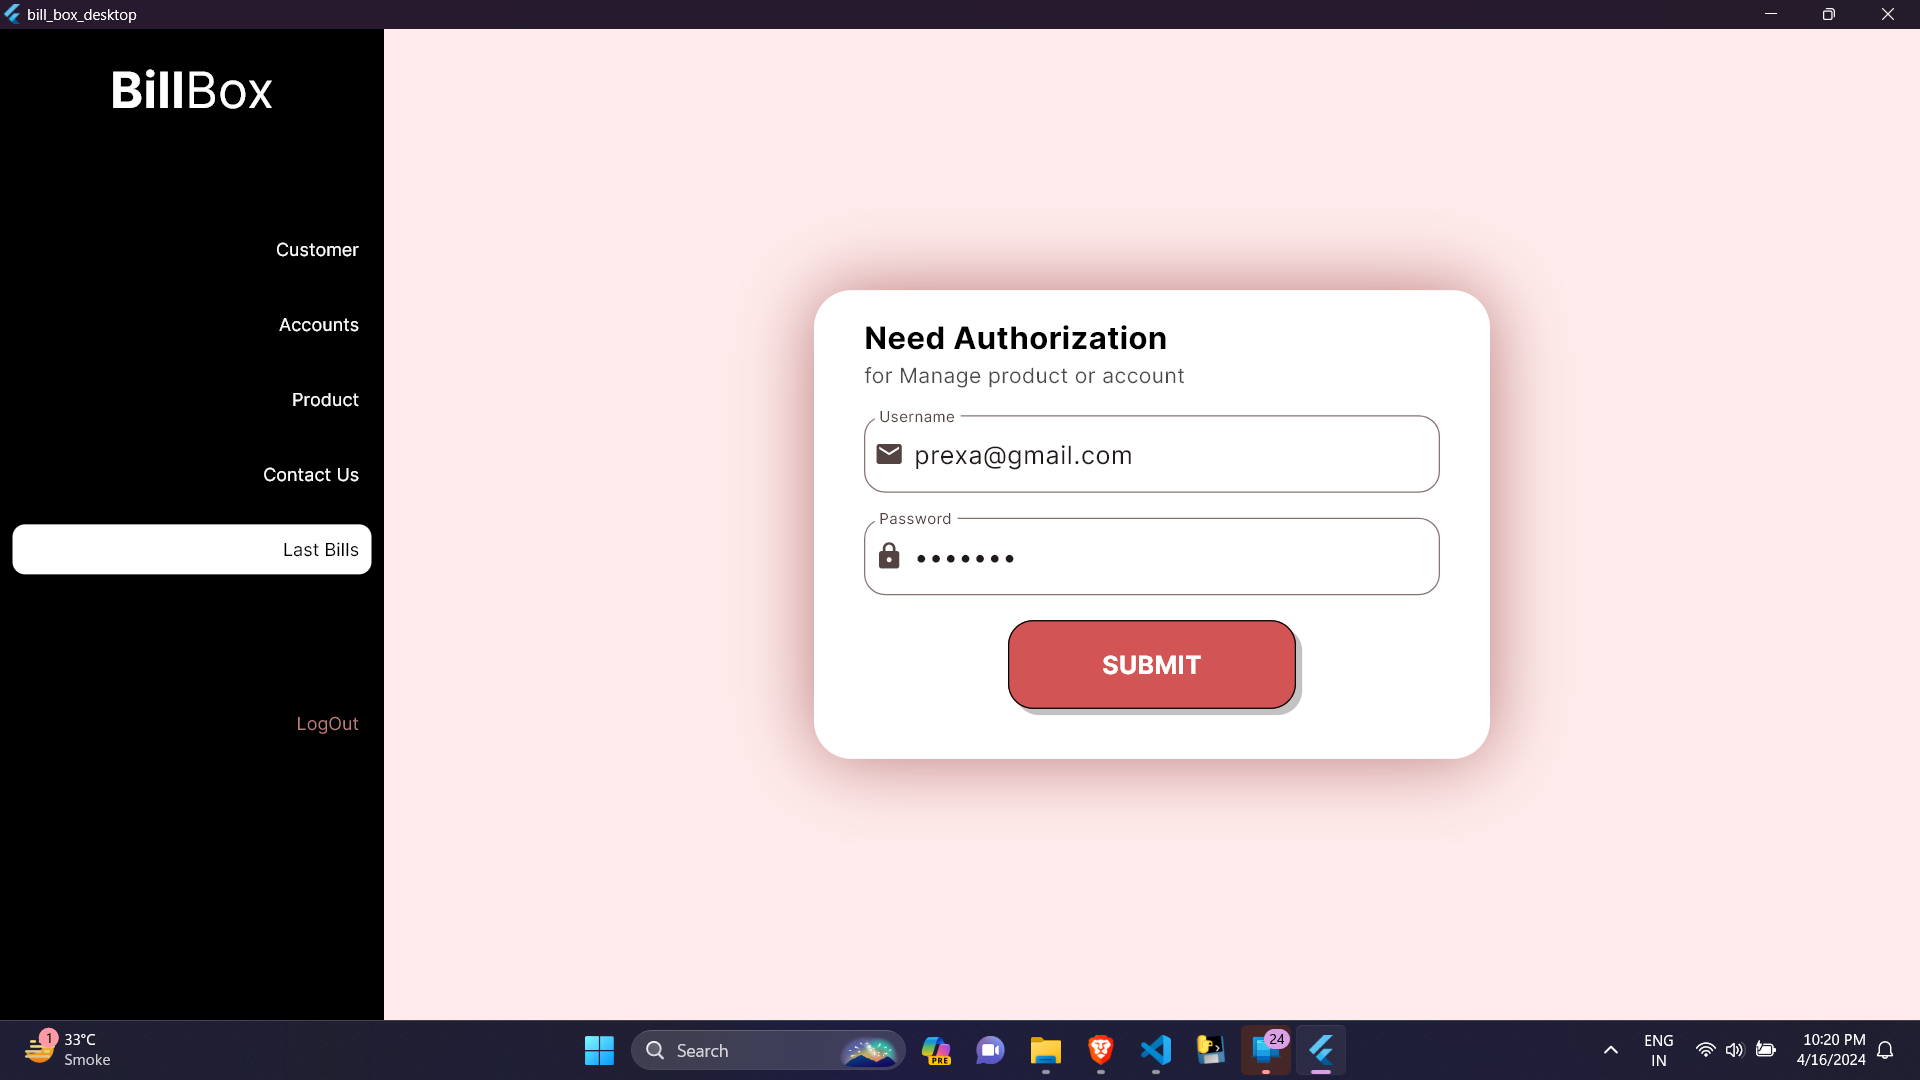 bill_box_desktop
BillBox
Customer
Accounts
Product
Contact Us
Last Bills
LogOut
Need Authorization
for Manage product or account
Username
prexa@gmail.com
Password
•••••••
SUBMIT
1
33°C
Smoke
Search
PRE
24
ENG
IN
10:20 PM
4/16/2024